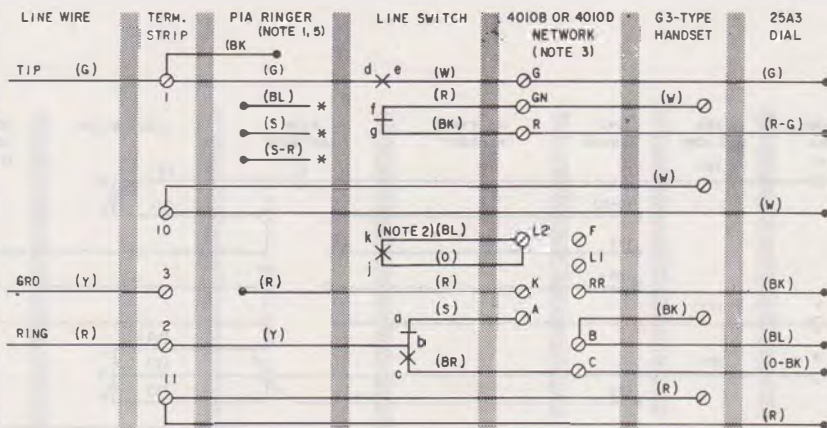 LINE WIRE TERM. STRIP PIA RINGER (NOTE 1, 5) LINE SWITCH 4010B OR 4010D NETWORK (NOTE 3) G3-TYPE HANDSET 25A3 DIAL
(BK
TIP (G) 1 (G) d e (W) G (G)
(BL) * (R) GN (W)
f
(S) * g (BK) R (R-G)
(S-R) *
(W)
10 (W)
k (NOTE 2) (BL) L2 F
j (O) L1
GRD (Y) 3 (R) (R) K RR (BK)
a (S) A (BK)
RING (R) 2 (Y) b B (BL)
c (BR) C (O-BK)
11 (R)
(R)